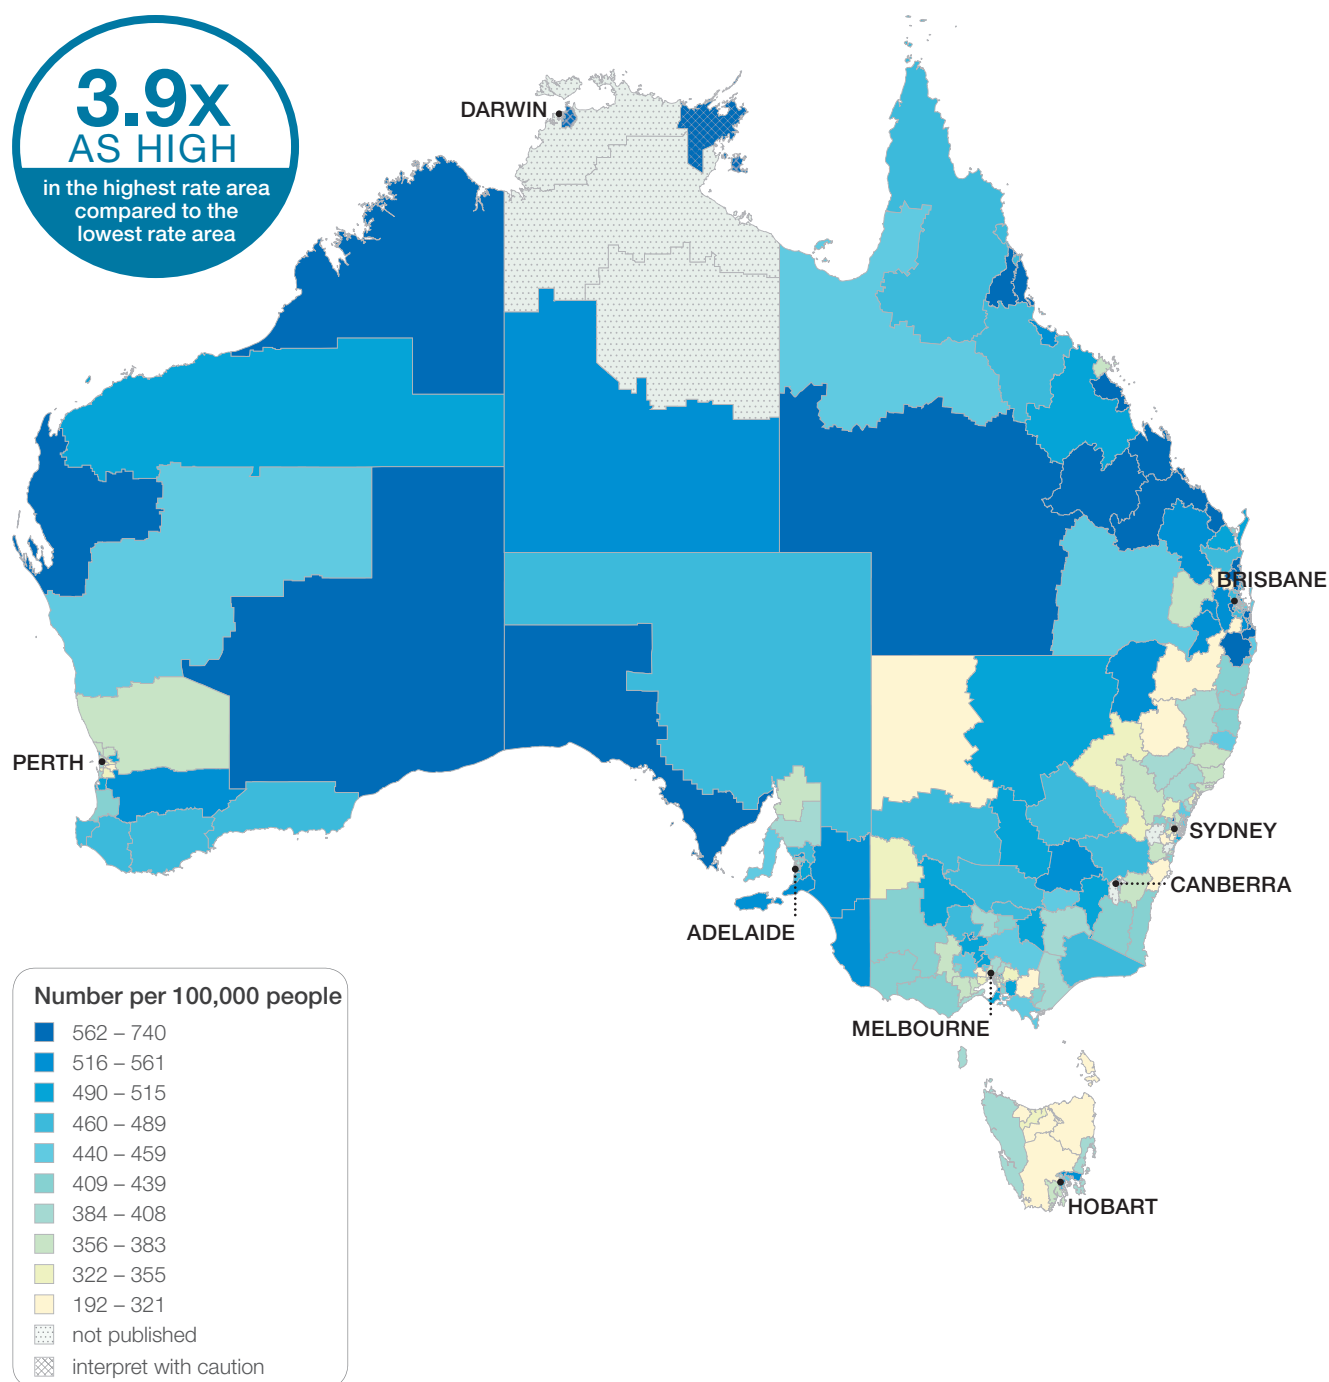 3.9x
AS HIGH
in the highest rate area
compared to the
lowest rate area
DARWIN
BRISBANE
PERTH
SYDNEY
CANBERRA
ADELAIDE
MELBOURNE
HOBART
Number per 100,000 people
562 – 740
516 – 561
490 – 515
460 – 489
440 – 459
409 – 439
384 – 408
356 – 383
322 – 355
192 – 321
not published
interpret with caution